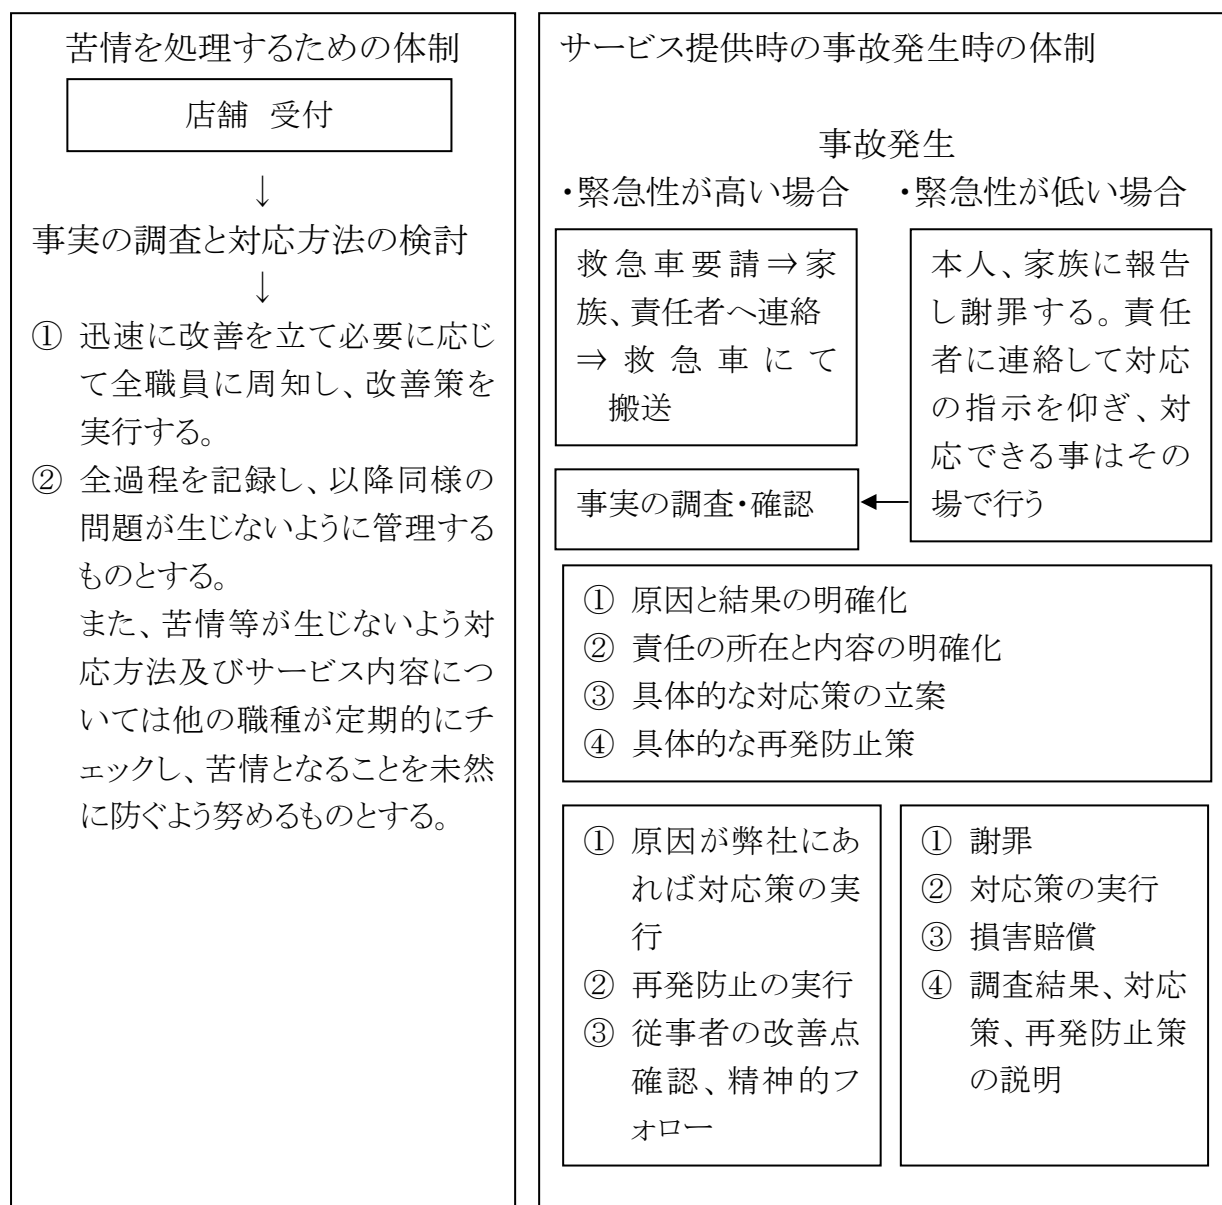 苦情を処理するための体制
店舗 受付
↓
事実の調査と対応方法の検討
↓
① 迅速に改善を立て必要に応じ
て全職員に周知し、改善策を
実行する。
② 全過程を記録し、以降同様の
問題が生じないように管理する
ものとする。
また、苦情等が生じないよう対
応方法及びサービス内容につ
いては他の職種が定期的にチ
ェックし、苦情となることを未然
に防ぐよう努めるものとする。
サービス提供時の事故発生時の体制
事故発生
・緊急性が高い場合
救急車要請⇒家
族、責任者へ連絡
⇒救急車にて
搬送
・緊急性が低い場合
本人、家族に報告
し謝罪する。責任
者に連絡して対応
の指示を仰ぎ、対
応できる事はその
場で行う
事実の調査・確認
① 原因と結果の明確化
② 責任の所在と内容の明確化
③ 具体的な対応策の立案
④ 具体的な再発防止策
① 原因が弊社にあ
れば対応策の実
行
② 再発防止の実行
③ 従事者の改善点
確認、精神的フ
ォロー
① 謝罪
② 対応策の実行
③ 損害賠償
④ 調査結果、対応
策、再発防止策
の説明